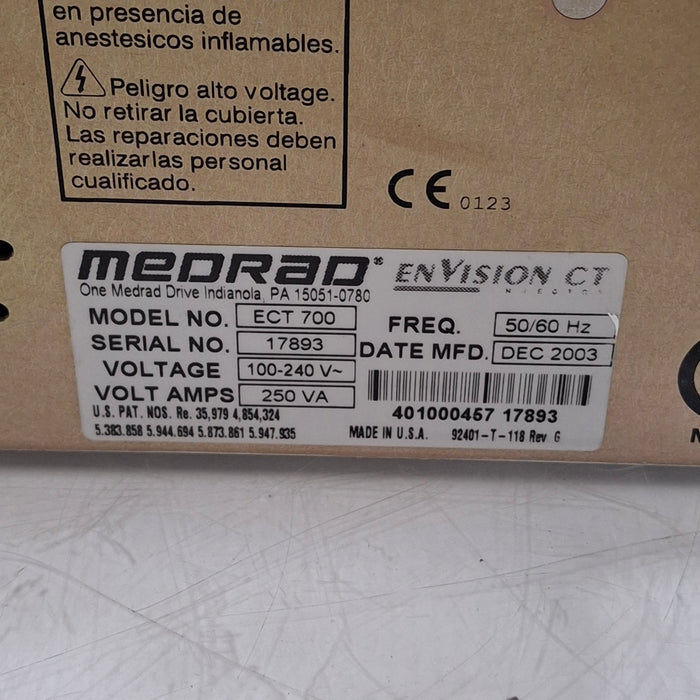 en presencia de
anestesicos inflamables.
Peligro alto voltage.
No retirar la cubierta.
Las reparaciones deben
realizarlas personal
cualificado.
CE 0123
MEDRAD® ENVISION CT
INJECTOR
One Medrad Drive Indianola, PA 15051-0780
MODEL NO. ECT 700
SERIAL NO. 17893
VOLTAGE 100-240 V~
VOLT AMPS 250 VA
FREQ. 50/60 Hz
DATE MFD. DEC 2003
401000457 17893
U.S. PAT. NOS. Re. 35,979 4,854,324
5.383.858 5.944.694 5.873.861 5.947.935
MADE IN U.S.A. 92401-T-118 Rev G